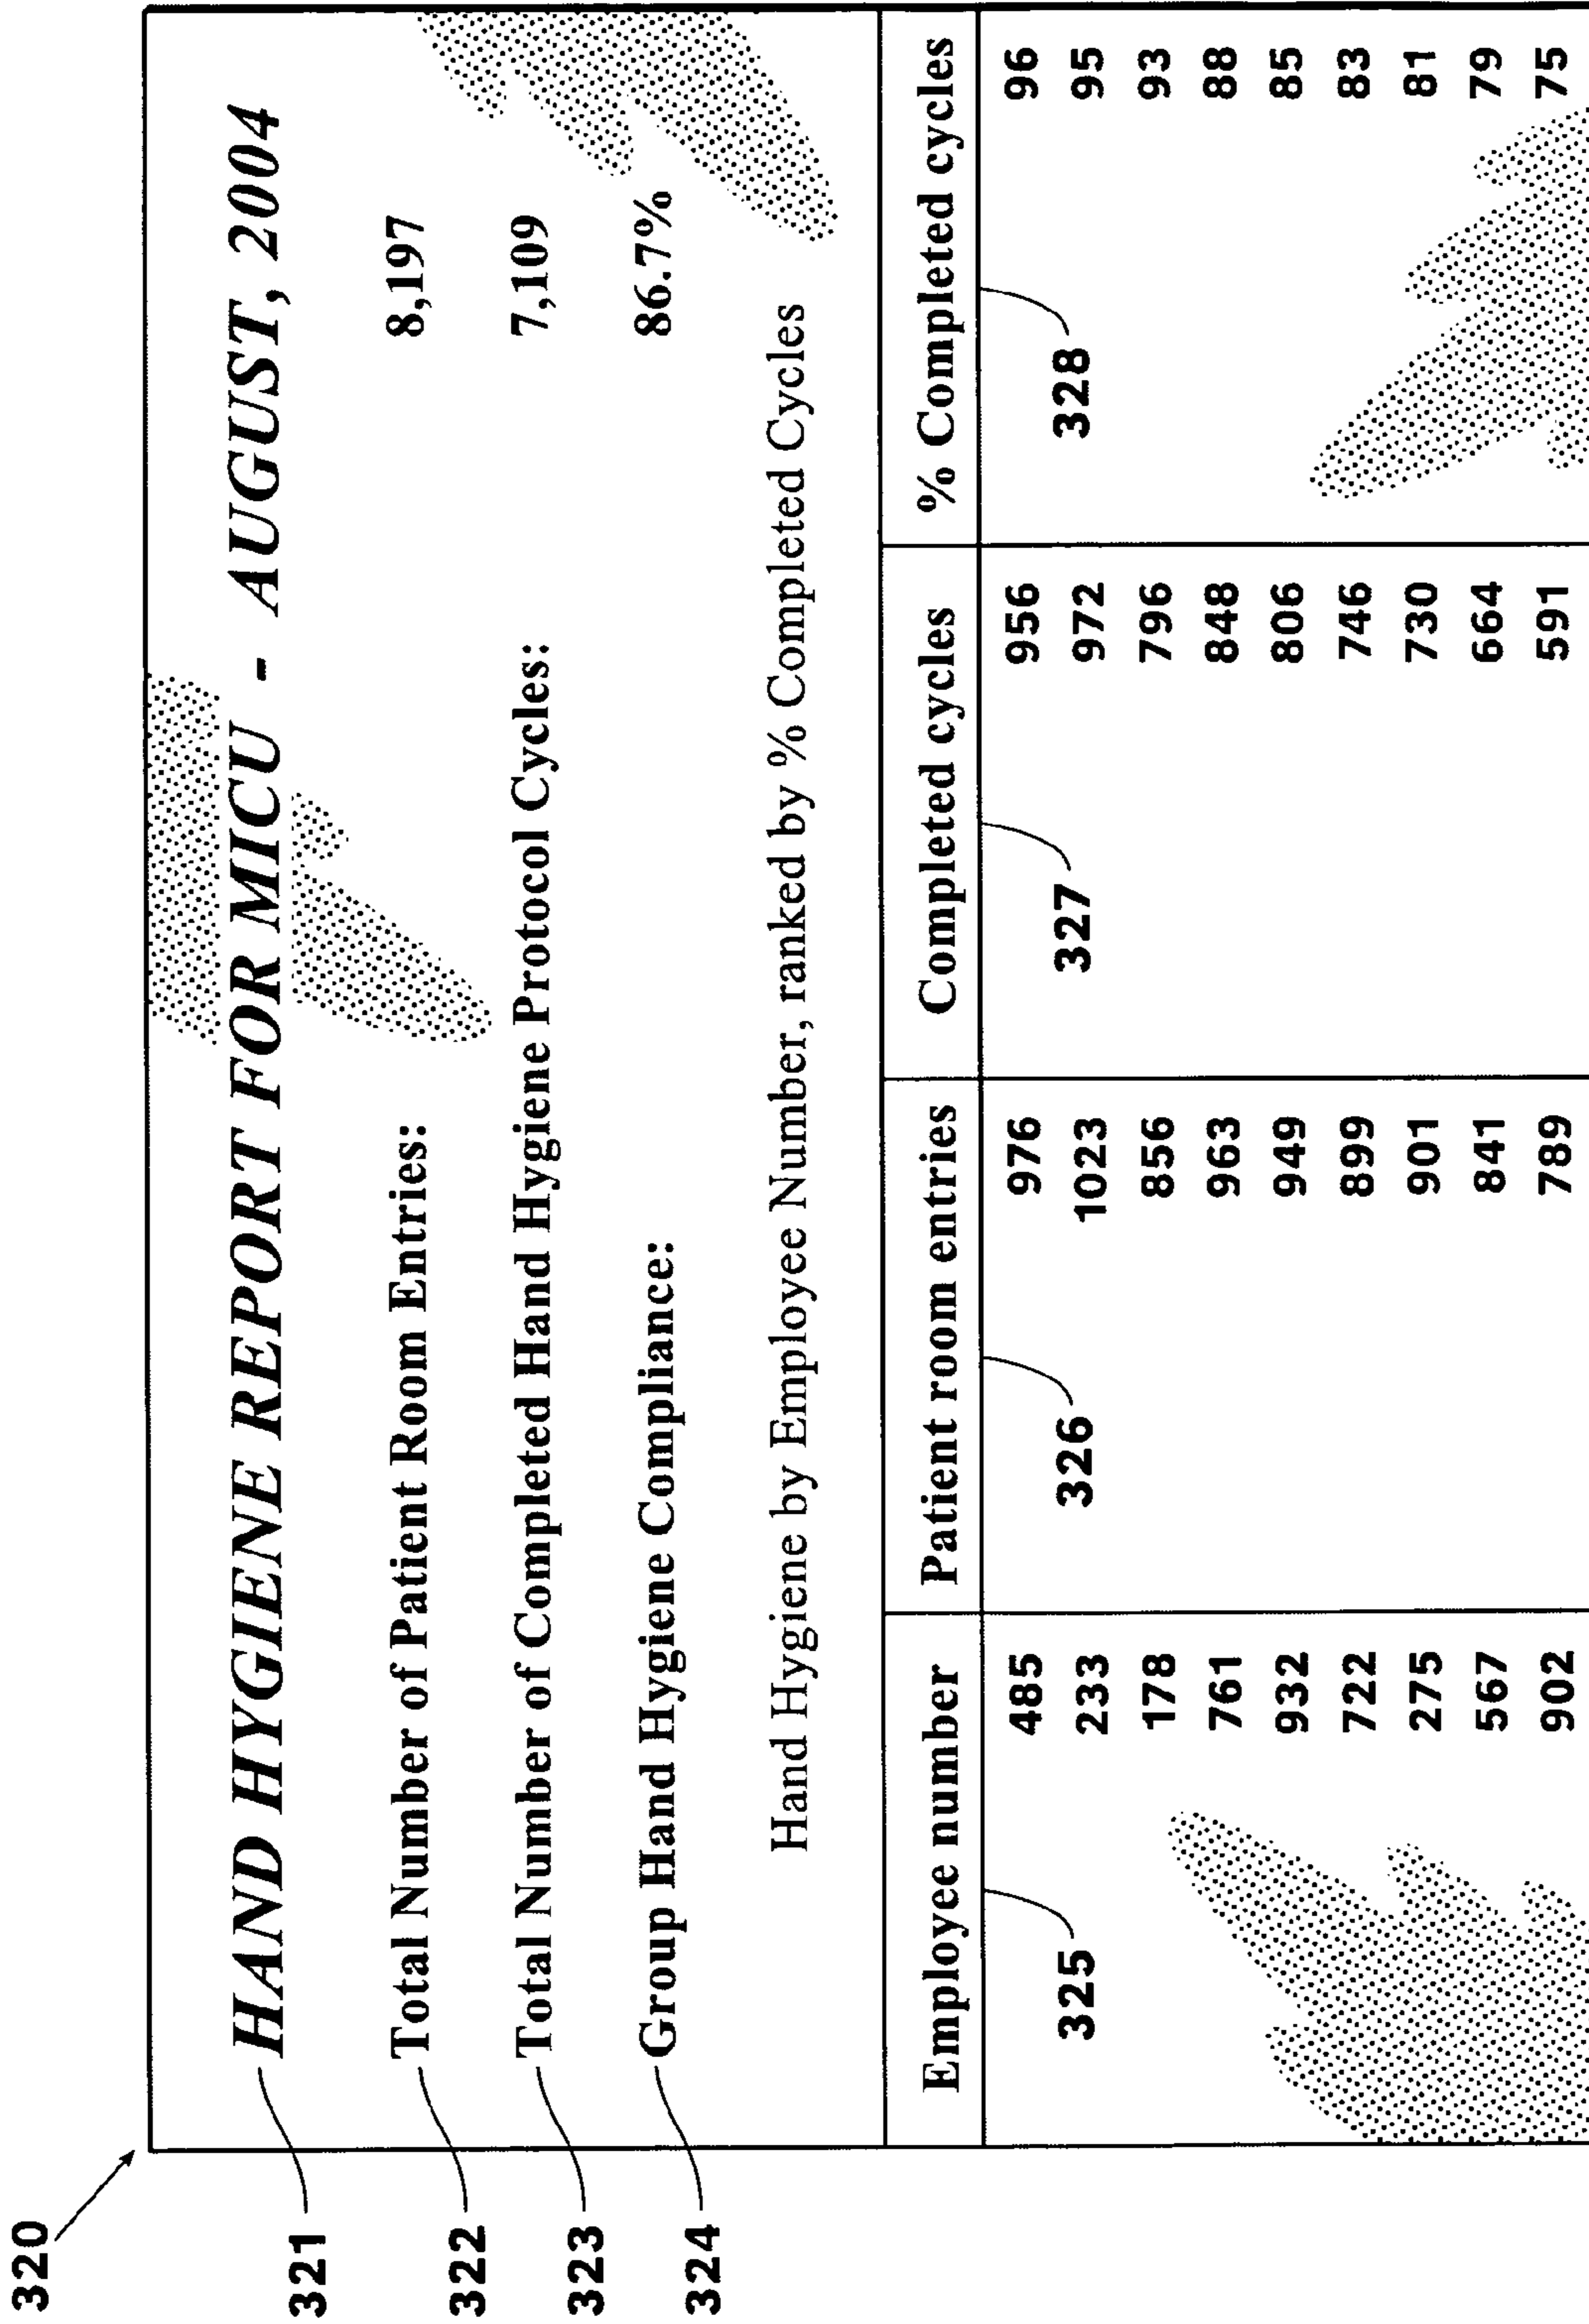 320
321 HAND HYGIENE REPORT FOR MICU - AUGUST, 2004
322 Total Number of Patient Room Entries: 8,197
323 Total Number of Completed Hand Hygiene Protocol Cycles: 7,109
324 Group Hand Hygiene Compliance: 86.7%
Hand Hygiene by Employee Number, ranked by % Completed Cycles
Employee number Patient room entries Completed cycles % Completed cycles
325 326 327 328
485 976 956 96
233 1023 972 95
178 856 796 93
761 963 848 88
932 949 806 85
722 899 746 83
275 901 730 81
567 841 664 79
902 789 591 75